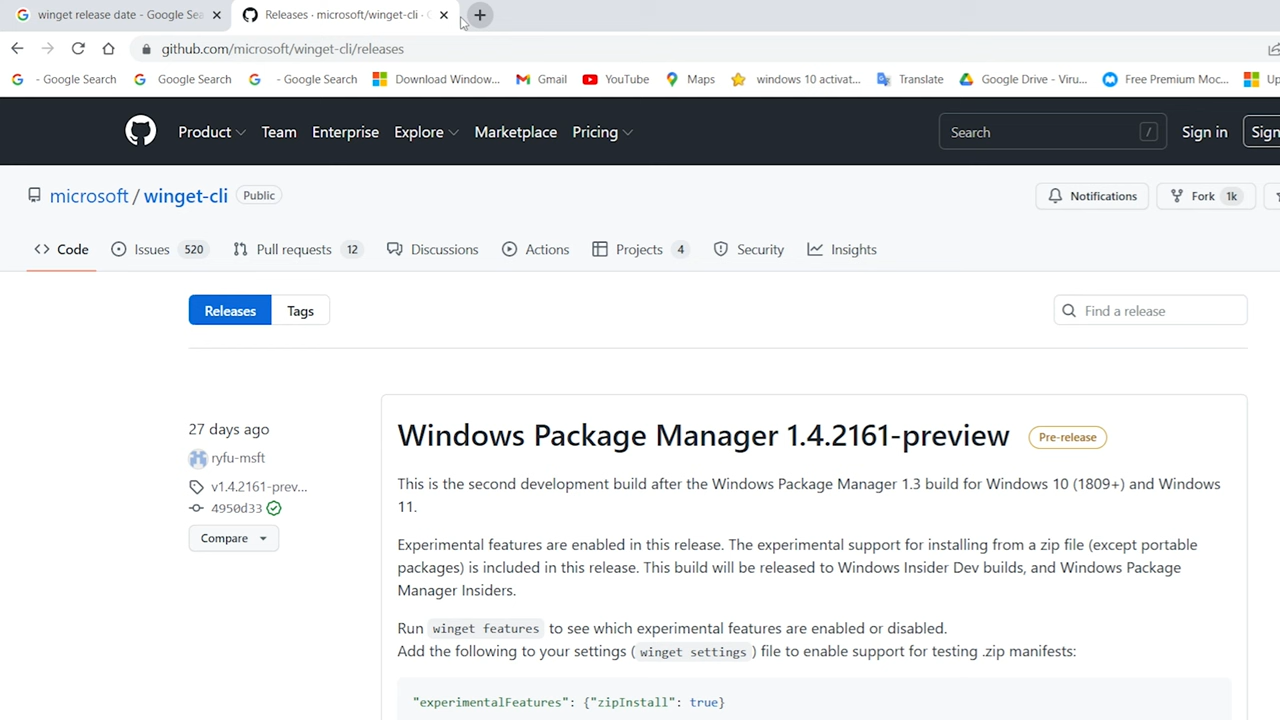 winget release date - Google Sea
Releases · microsoft/winget-cli ·
github.com/microsoft/winget-cli/releases
- Google Search
Google Search
- Google Search
Download Window...
Gmail
YouTube
Maps
windows 10 activat...
Translate
Google Drive - Viru...
Free Premium Moc...
Up
Product
Team
Enterprise
Explore
Marketplace
Pricing
Search /
Sign in
Sign
microsoft / winget-cli Public
Notifications
Fork 1k
Code
Issues 520
Pull requests 12
Discussions
Actions
Projects 4
Security
Insights
Releases
Tags
Find a release
27 days ago
ryfu-msft
v1.4.2161-prev...
4950d33
Compare
Windows Package Manager 1.4.2161-preview Pre-release
This is the second development build after the Windows Package Manager 1.3 build for Windows 10 (1809+) and Windows
11.
Experimental features are enabled in this release. The experimental support for installing from a zip file (except portable
packages) is included in this release. This build will be released to Windows Insider Dev builds, and Windows Package
Manager Insiders.
Run winget features to see which experimental features are enabled or disabled.
Add the following to your settings ( winget settings ) file to enable support for testing .zip manifests:
"experimentalFeatures": {"zipInstall": true}